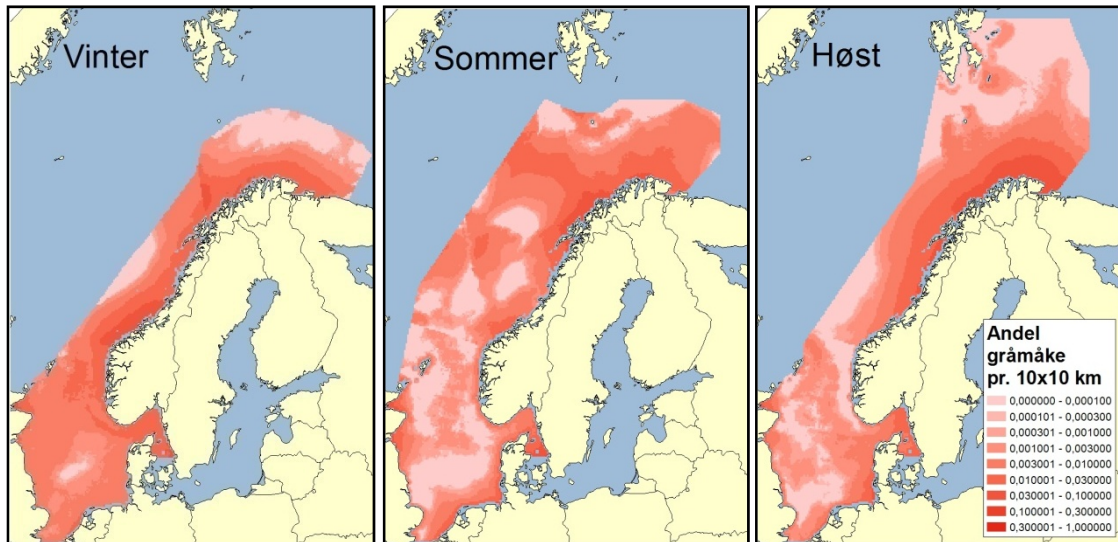 Vinter
Sommer
Høst
Andel
gråmåke
pr. 10x10 km
0,000000 - 0,000100
0,000101 - 0,000300
0,000301 - 0,001000
0,001001 - 0,003000
0,003001 - 0,010000
0,010001 - 0,030000
0,030001 - 0,100000
0,100001 - 0,300000
0,300001 - 1,000000